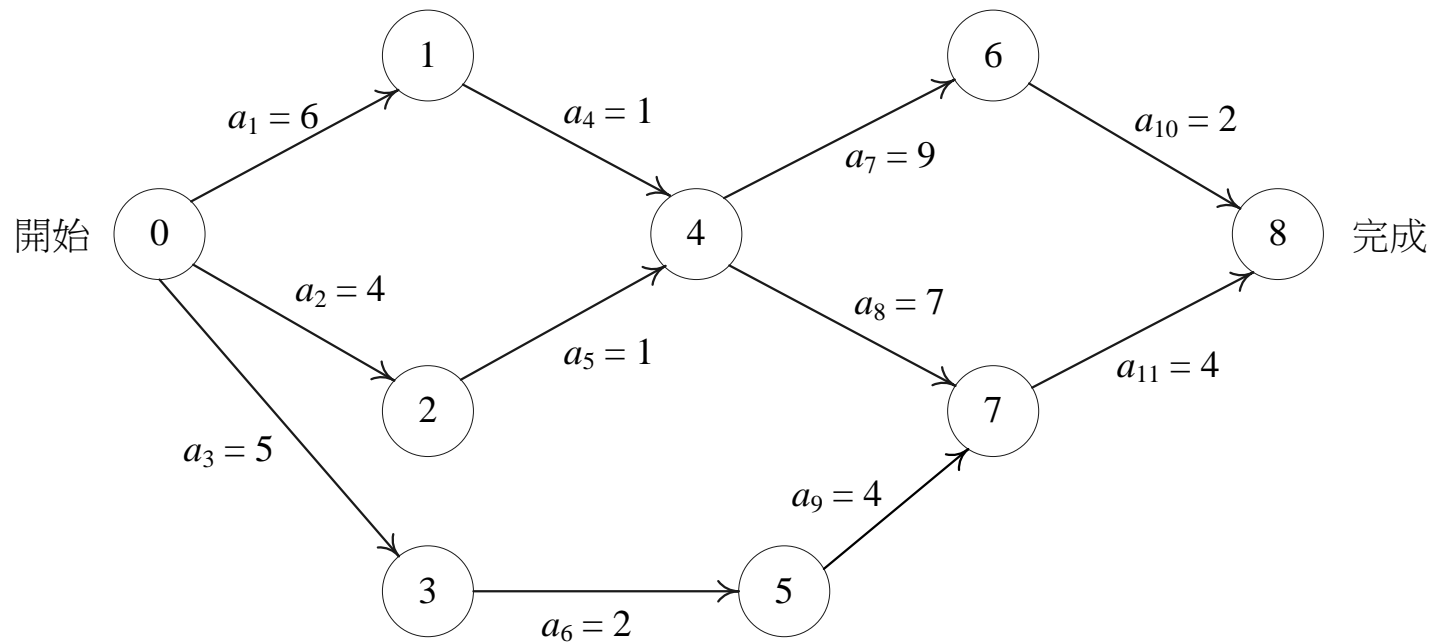 1
6
a₁ = 6
a₄ = 1
a₁₀ = 2
a₇ = 9
開始
0
4
8
完成
a₂ = 4
a₈ = 7
a₅ = 1
a₁₁ = 4
2
7
a₃ = 5
a₉ = 4
3
5
a₆ = 2